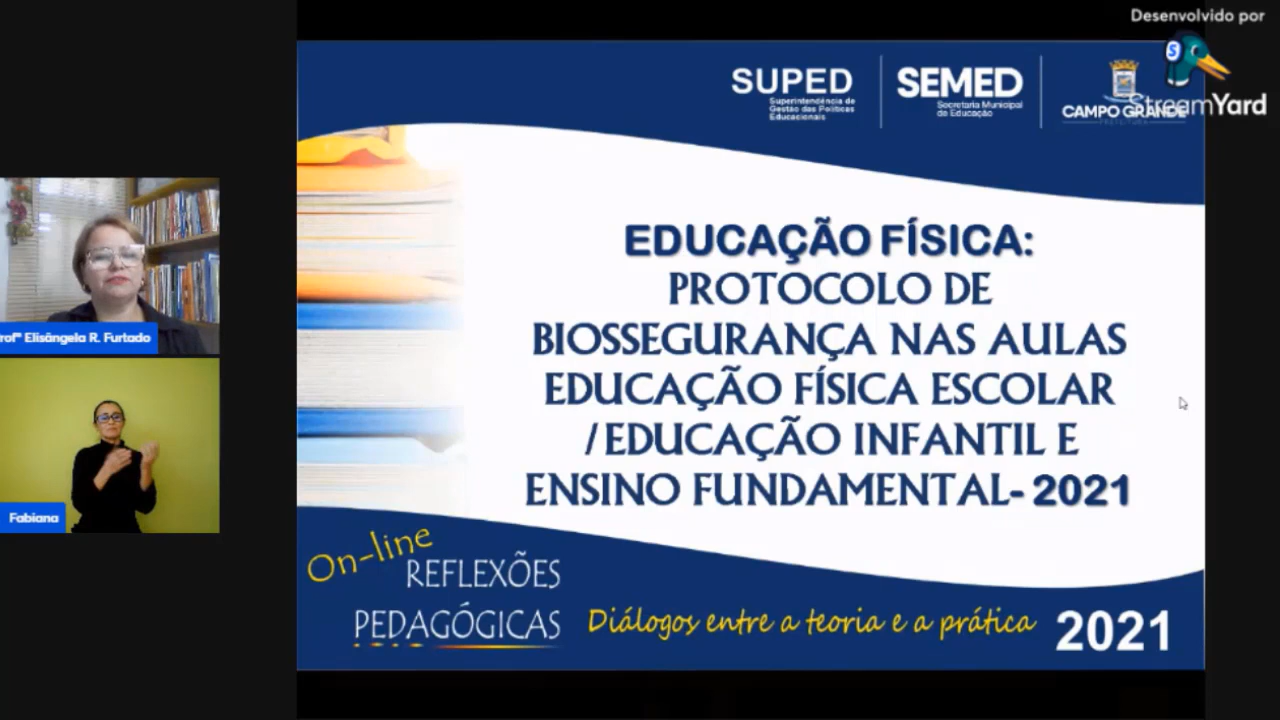 Desenvolvido por
StreamYard
SUPED
Superintendência de
Gestão das Políticas
Educacionais
SEMED
Secretaria Municipal
de Educação
CAMPO GRANDE
PREFEITURA
EDUCAÇÃO FÍSICA:
PROTOCOLO DE
BIOSSEGURANÇA NAS AULAS
EDUCAÇÃO FÍSICA ESCOLAR
/EDUCAÇÃO INFANTIL E
ENSINO FUNDAMENTAL- 2021
rofª Elisângela R. Furtado
Fabiana
On-line
REFLEXÕES
PEDAGÓGICAS
Diálogos entre a teoria e a prática
2021